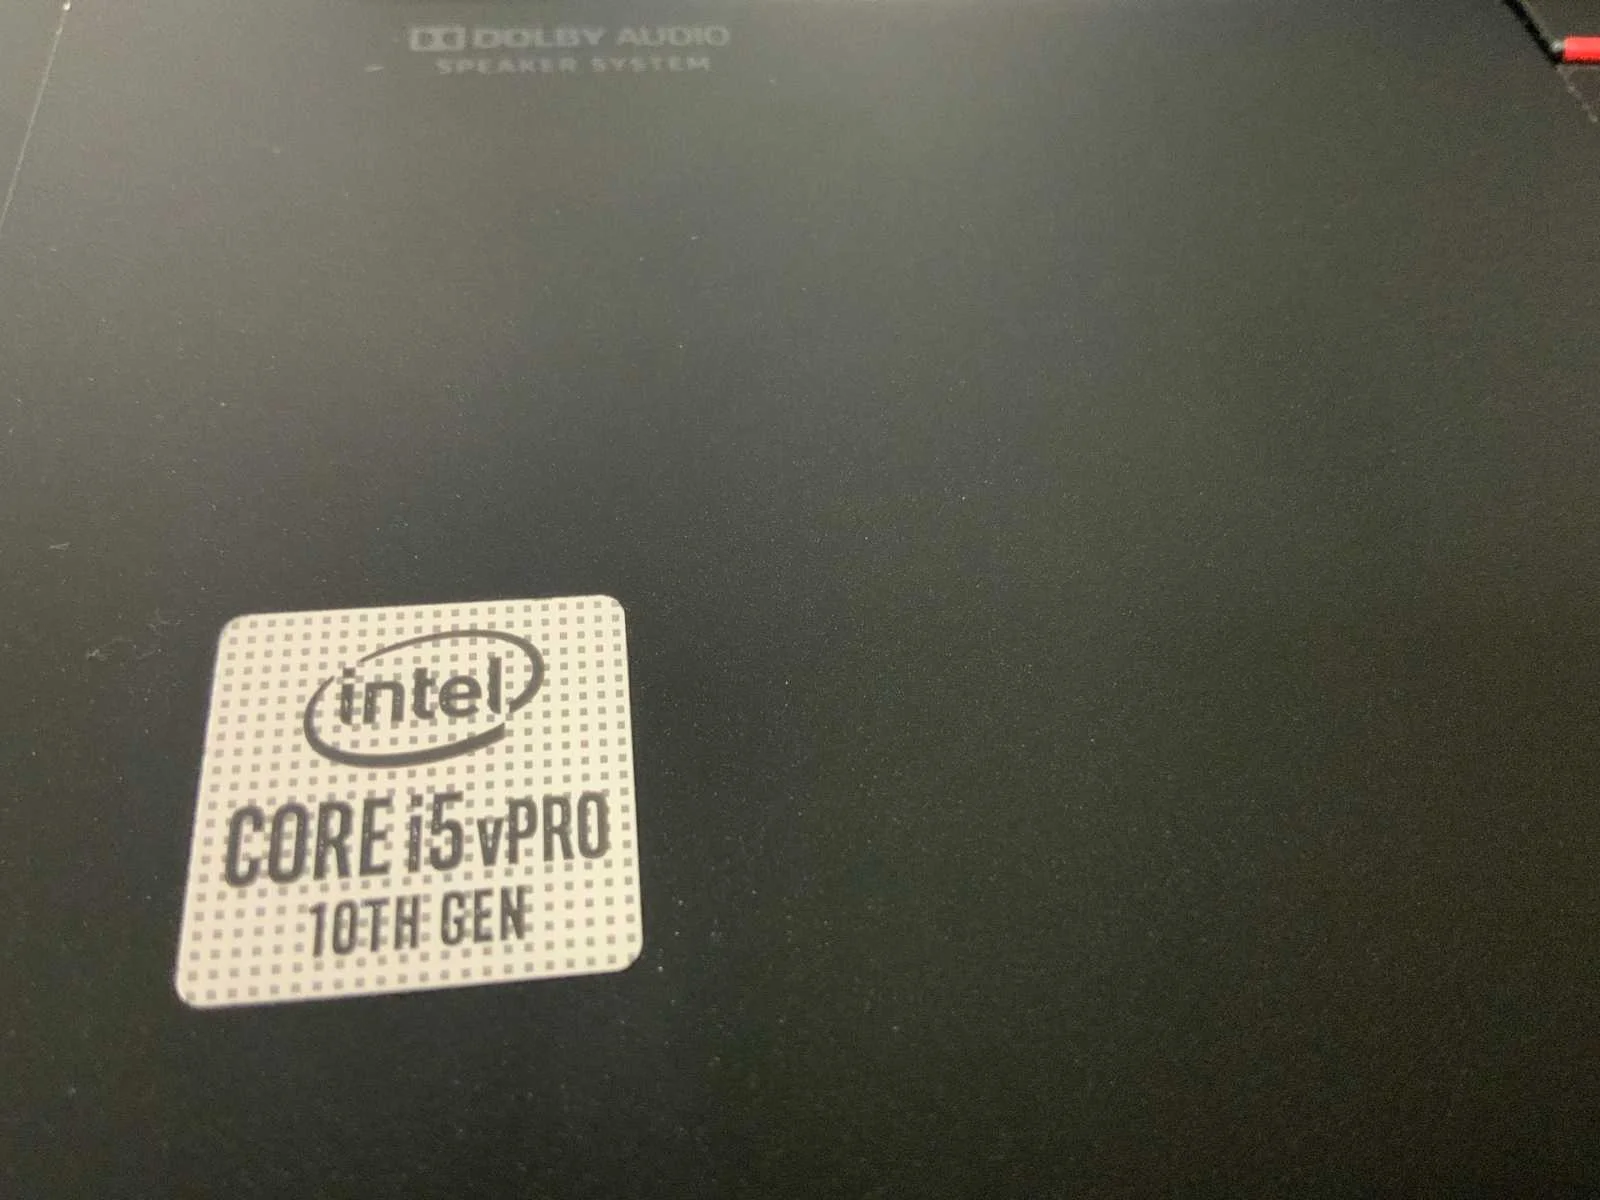 DOLBY AUDIO
SPEAKER SYSTEM
intel
CORE i5 vPRO
10TH GEN